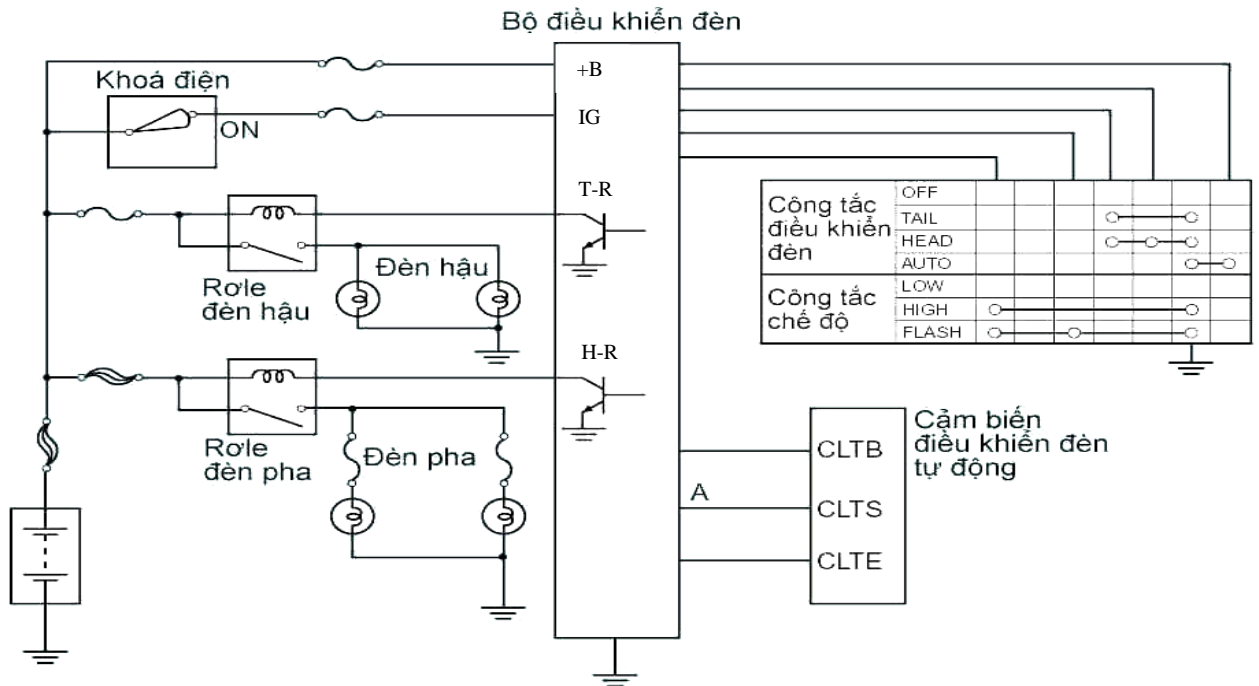 Bộ điều khiển đèn
+B
Khoá điện
ON
IG
T-R
Rơle
đèn hậu
Đèn hậu
H-R
Rơle
đèn pha
Đèn pha
Công tắc
điều khiển
đèn
OFF
TAIL
HEAD
AUTO
Công tắc
chế độ
LOW
HIGH
FLASH
A
CLTB
CLTS
CLTE
Cảm biến
điều khiển đèn
tự động